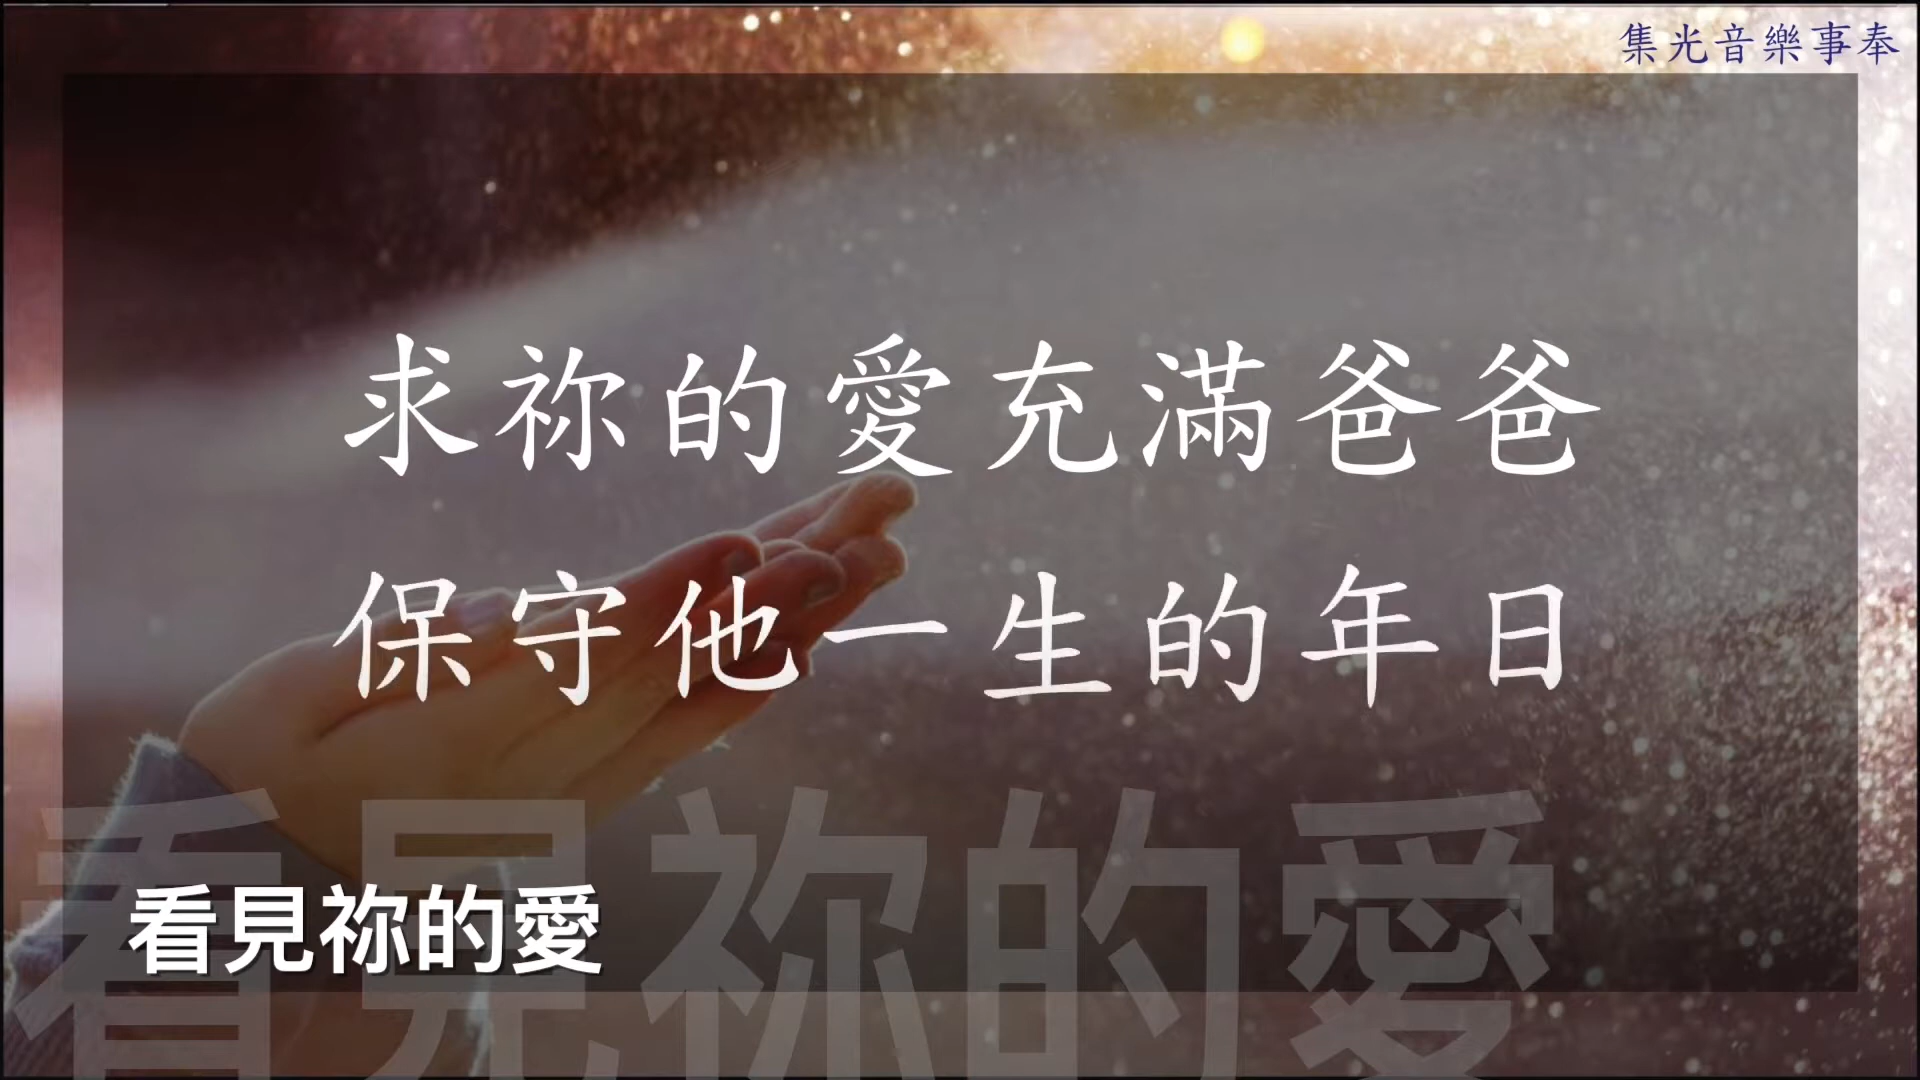 集光音樂事奉
求祢的愛充滿爸爸
保守他一生的年日
看見祢的愛
看見祢的愛